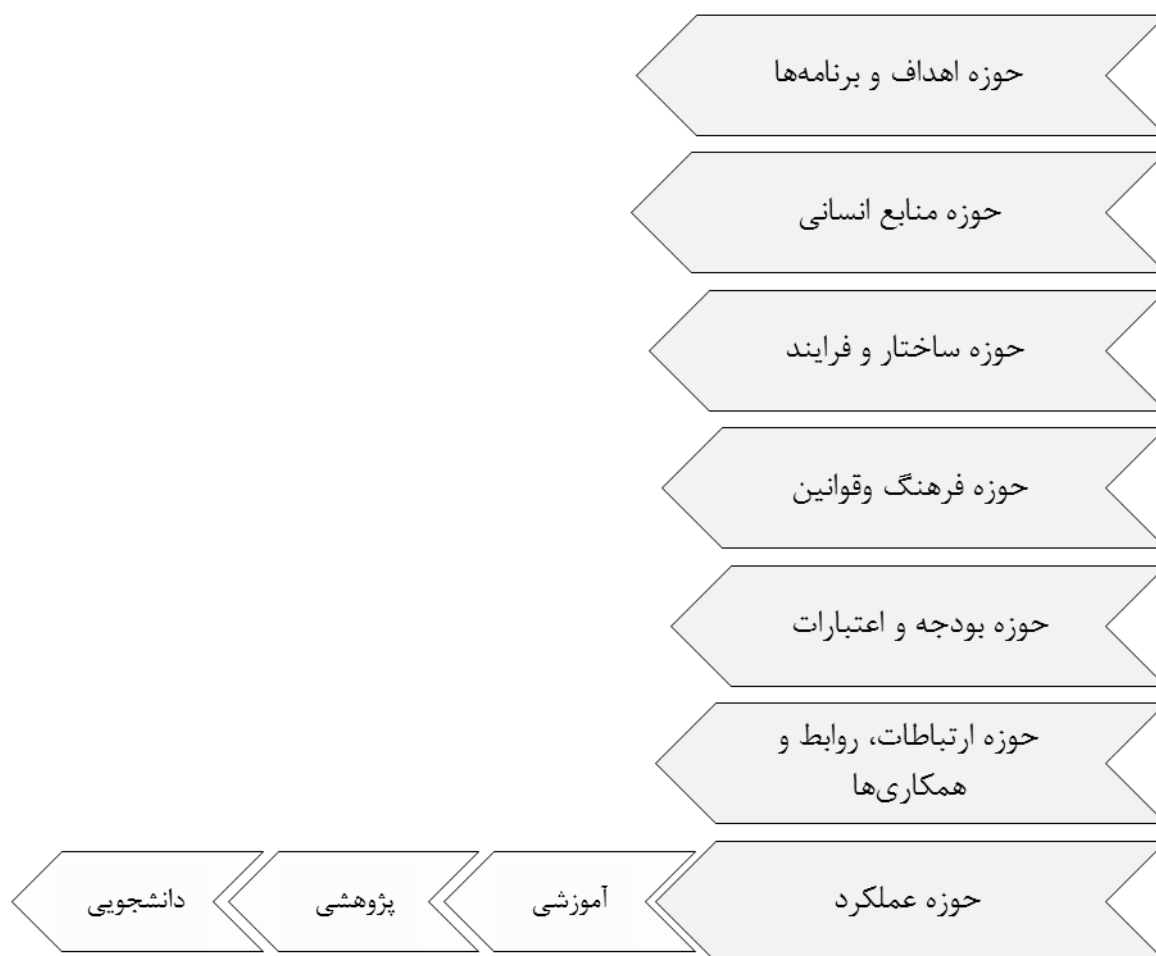 حوزه اهداف و برنامه‌ها
حوزه منابع انسانی
حوزه ساختار و فرایند
حوزه فرهنگ وقوانین
حوزه بودجه و اعتبارات
حوزه ارتباطات، روابط و
همکاری‌ها
حوزه عملکرد
آموزشی
پژوهشی
دانشجویی